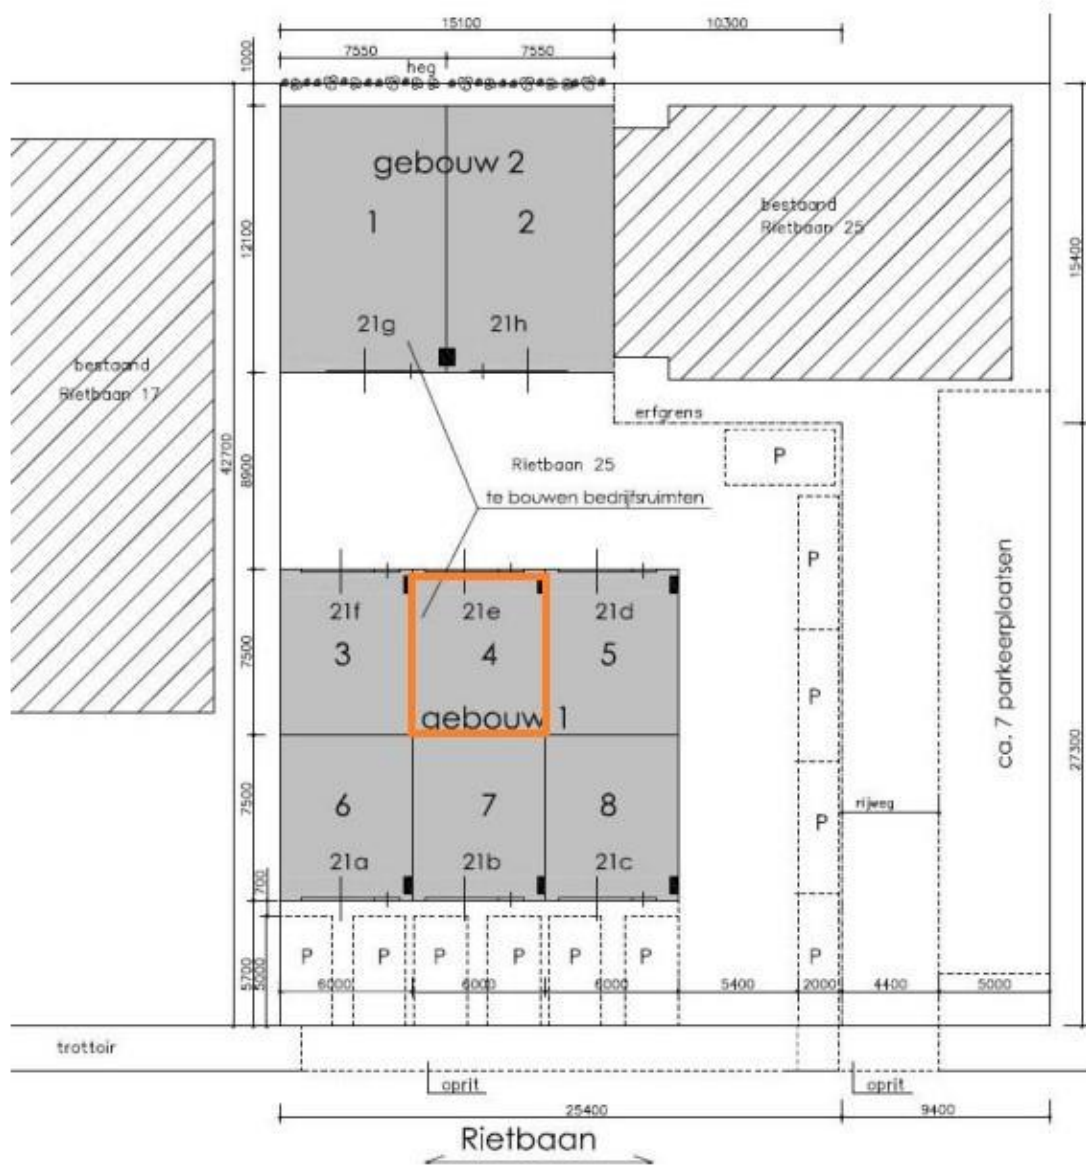 15100
10300
7550
7550
1000
heg
gebouw 2
1
2
bestaand
Rietbaan 25
12100
15400
21g
21h
bestaand
Rietbaan 17
42700
8900
erfgrens
P
Rietbaan 25
te bouwen bedrijfsruimten
P
ca. 7 parkeerplaatsen
21f
21e
21d
3
4
5
7500
P
gebouw 1
27300
6
7
8
7500
rijweg
P
21a
21b
21c
700
P
P
P
P
P
P
P
5700
5000
6000
6000
6000
5400
2000
4400
5000
trottoir
oprit
oprit
25400
9400
Rietbaan